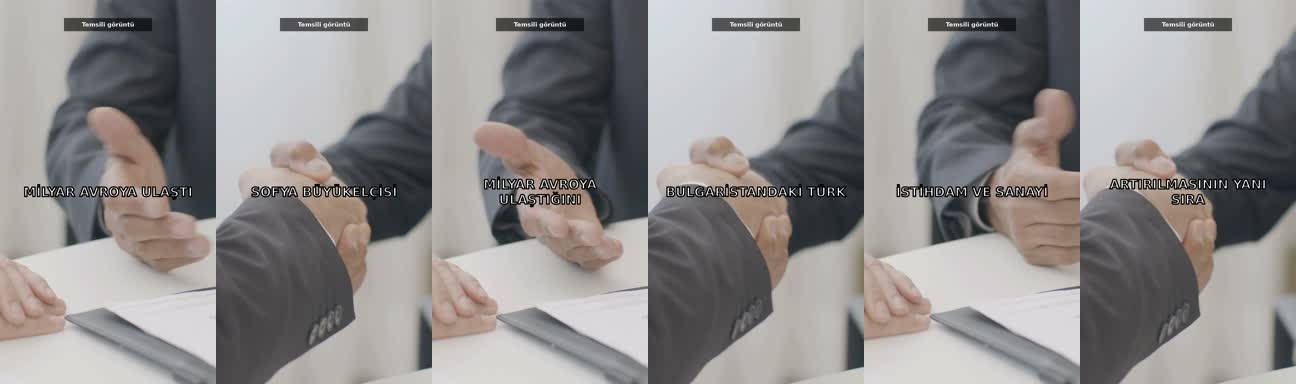 Temsili görüntü
MİLYAR AVROYA ULAŞTI
Temsili görüntü
SOFYA BÜYÜKELÇİSİ
Temsili görüntü
MİLYAR AVROYA
ULAŞTIĞINI
Temsili görüntü
BULGARİSTANDAKİ TÜRK
Temsili görüntü
İSTİHDAM VE SANAYİ
Temsili görüntü
ARTIRILMASININ YANI
SIRA